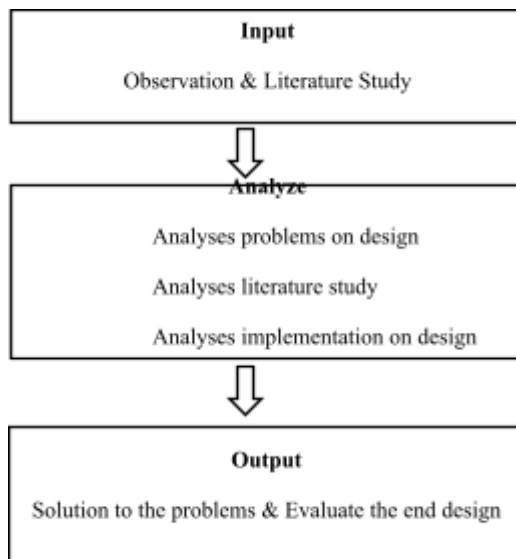 Input
Observation & Literature Study
Analyze
Analyses problems on design
Analyses literature study
Analyses implementation on design
Output
Solution to the problems & Evaluate the end design